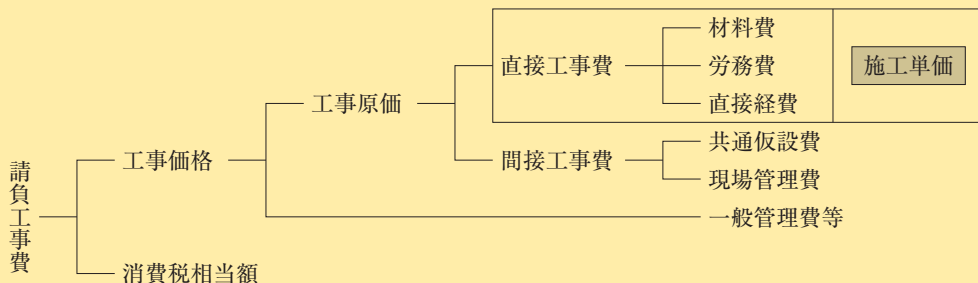 請負工事費
工事価格
工事原価
直接工事費
材料費
労務費
直接経費
施工単価
間接工事費
共通仮設費
現場管理費
一般管理費等
消費税相当額